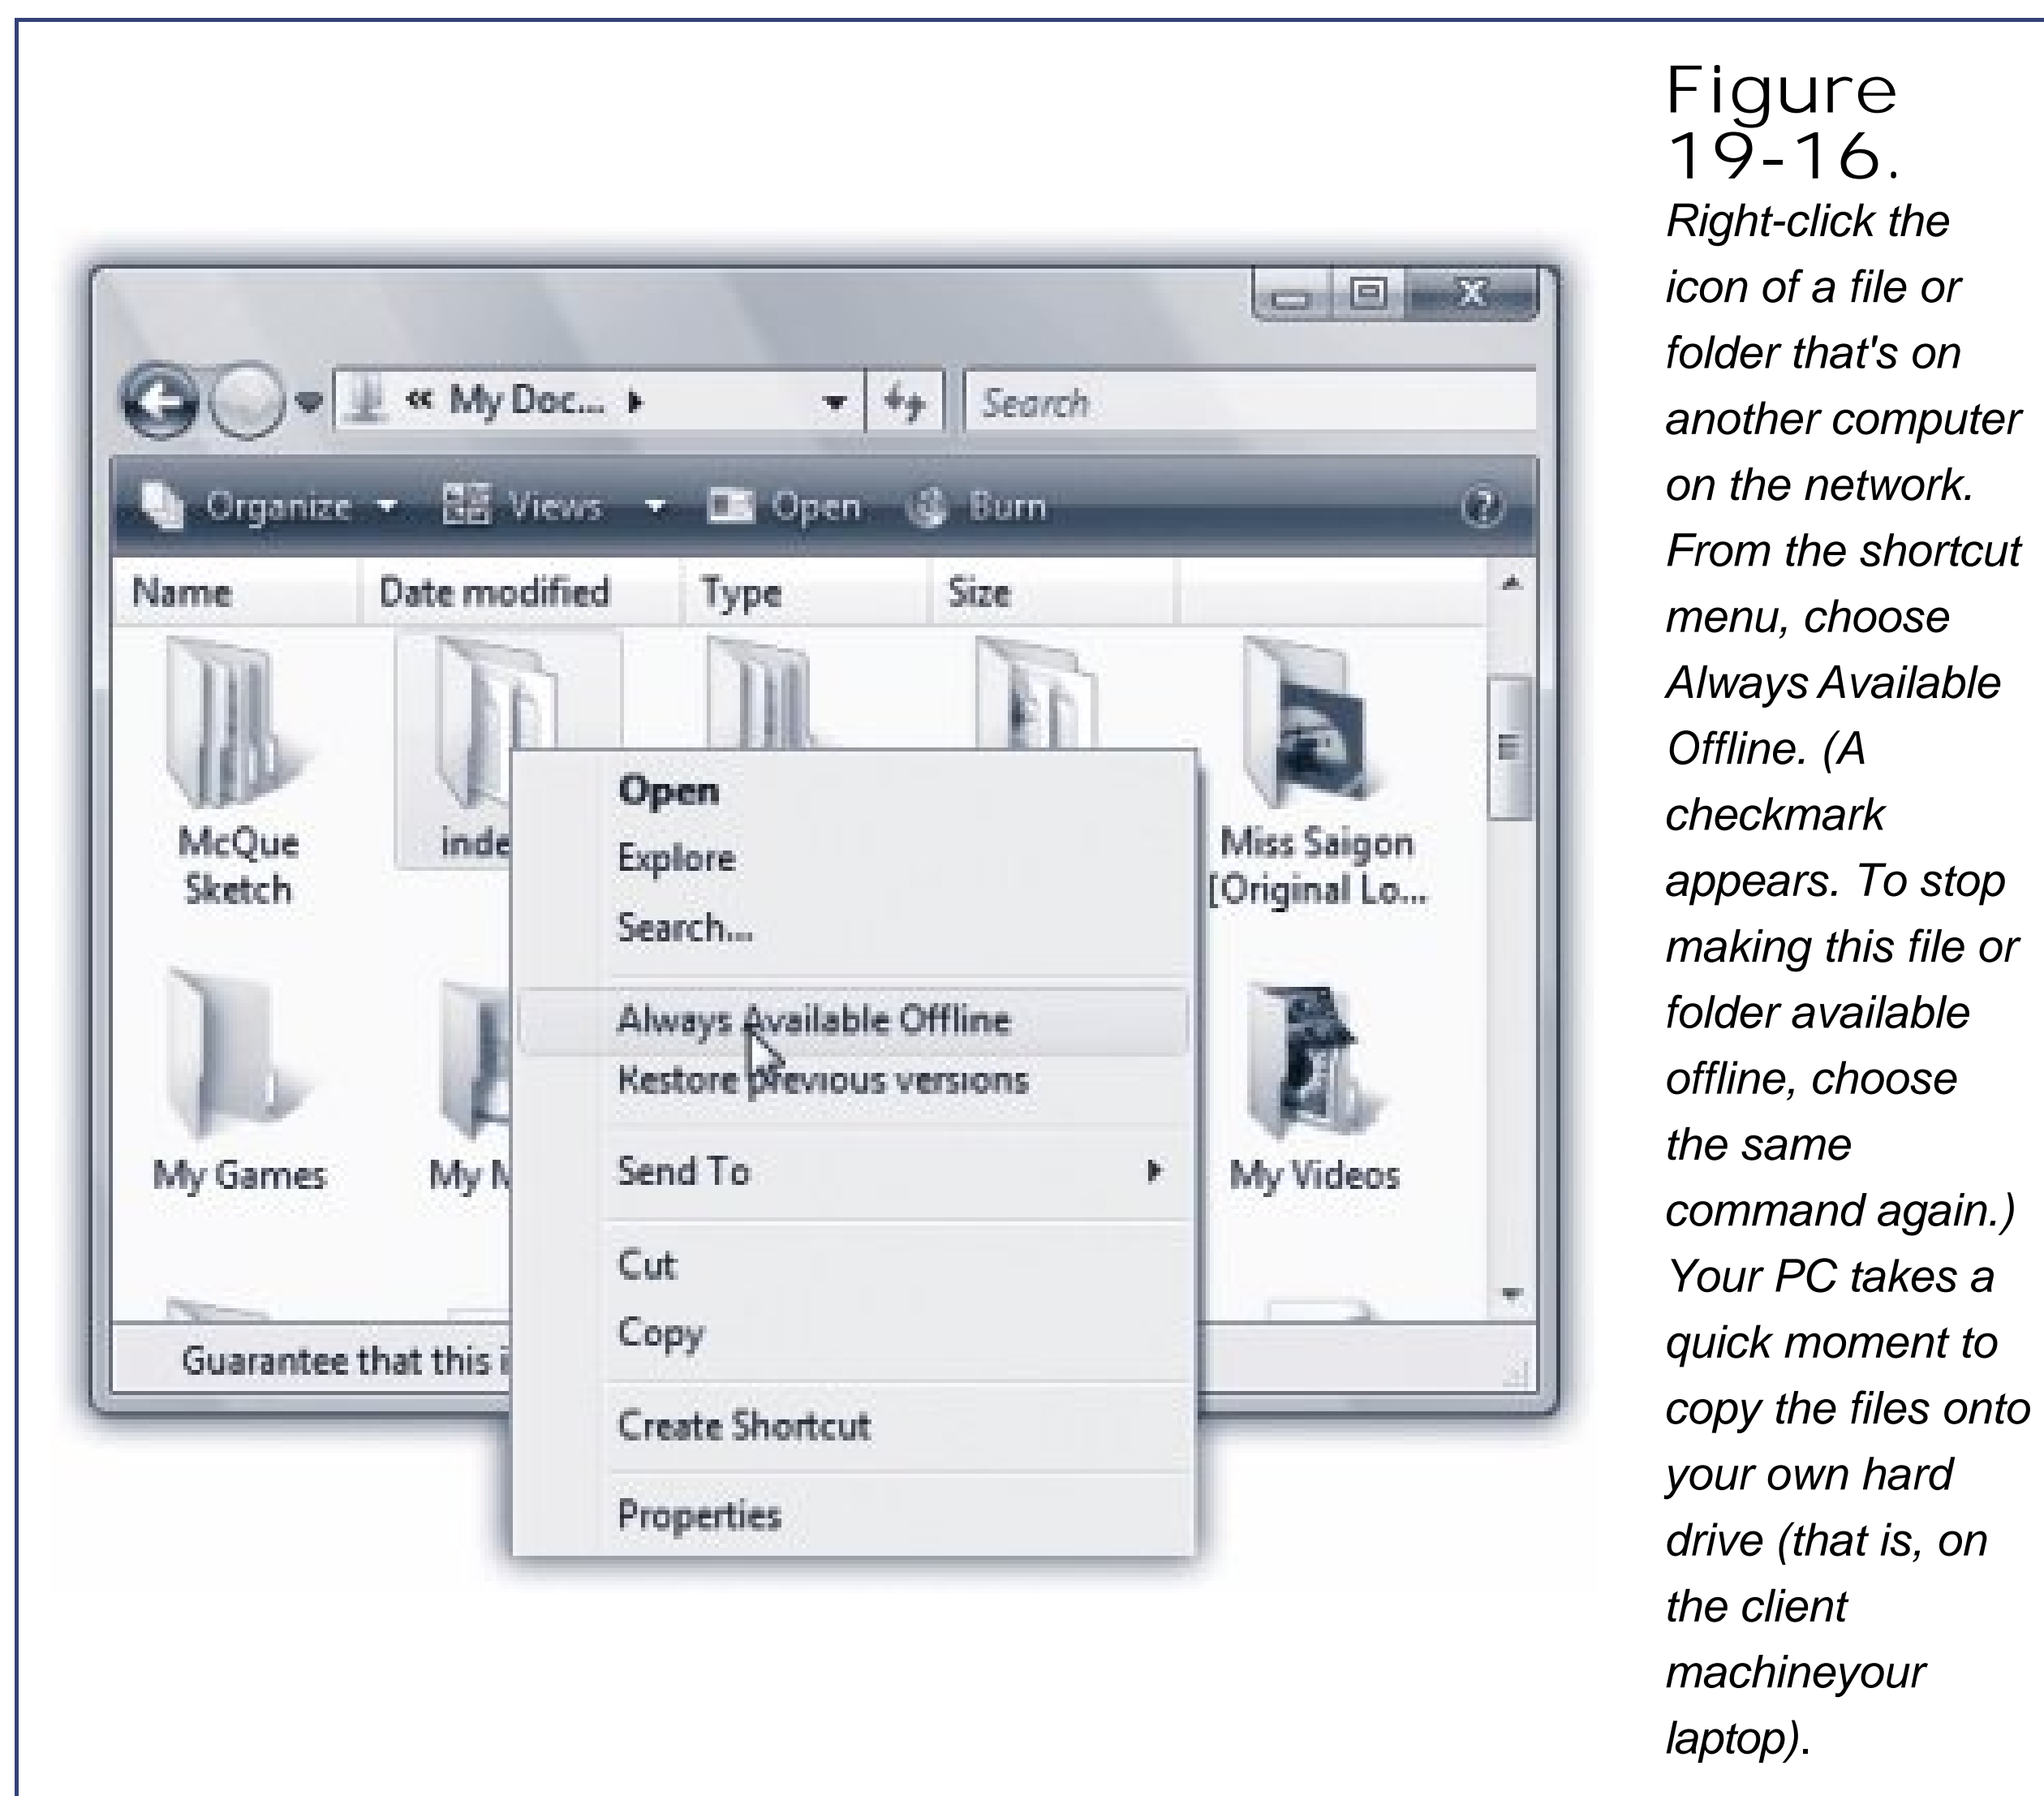 Figure
19-16.
Right-click the
icon of a file or
folder that's on
another computer
on the network.
From the shortcut
menu, choose
Always Available
Offline. (A
checkmark
appears. To stop
making this file or
folder available
offline, choose
the same
command again.)
Your PC takes a
quick moment to
copy the files onto
your own hard
drive (that is, on
the client
machineyour
laptop).
« My Doc...
Search
Organize Views Open Burn
Name Date modified Type Size
McQue
Sketch
inde
Miss Saigon
[Original Lo...
My Games
My M
My Videos
Guarantee that this i
Open
Explore
Search...
Always Available Offline
Restore previous versions
Send To
Cut
Copy
Create Shortcut
Properties